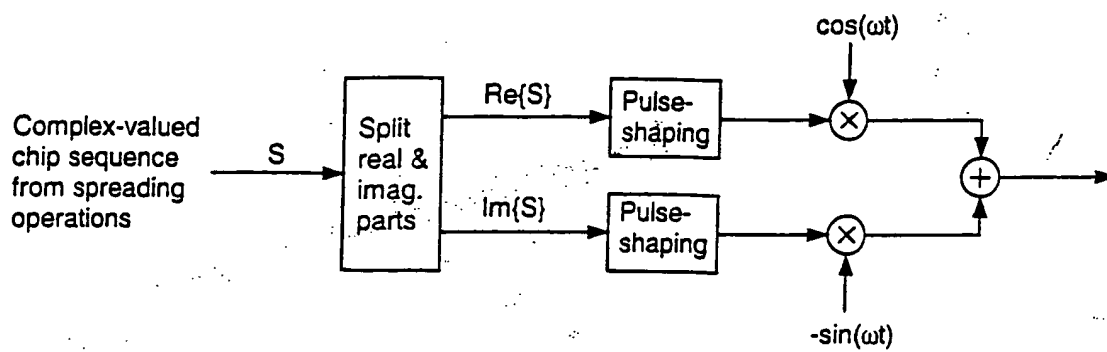 cos(ωt)
Complex-valued
chip sequence
from spreading
operations
S
Split
real &
imag.
parts
Re{S}
Pulse-
shaping
×
Im{S}
Pulse-
shaping
×
+
-sin(ωt)